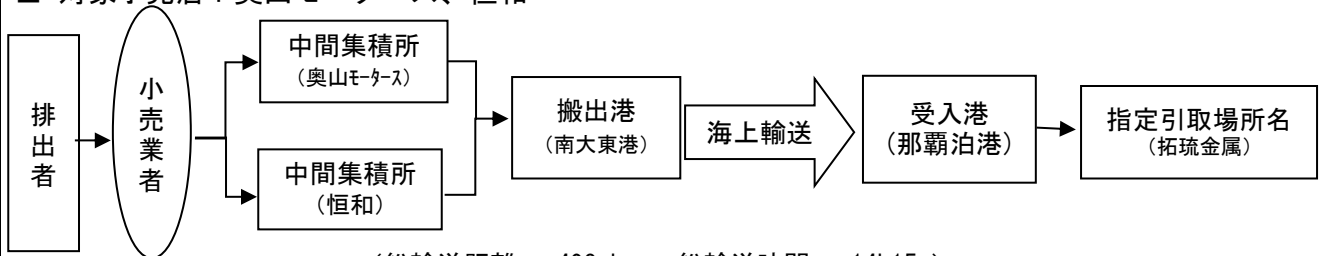 排出者
小売業者
中間集積所
（奥山ﾓｰﾀｰｽ）
中間集積所
（恒和）
搬出港
（南大東港）
海上輸送
受入港
（那覇泊港）
指定引取場所名
（拓琉金属）